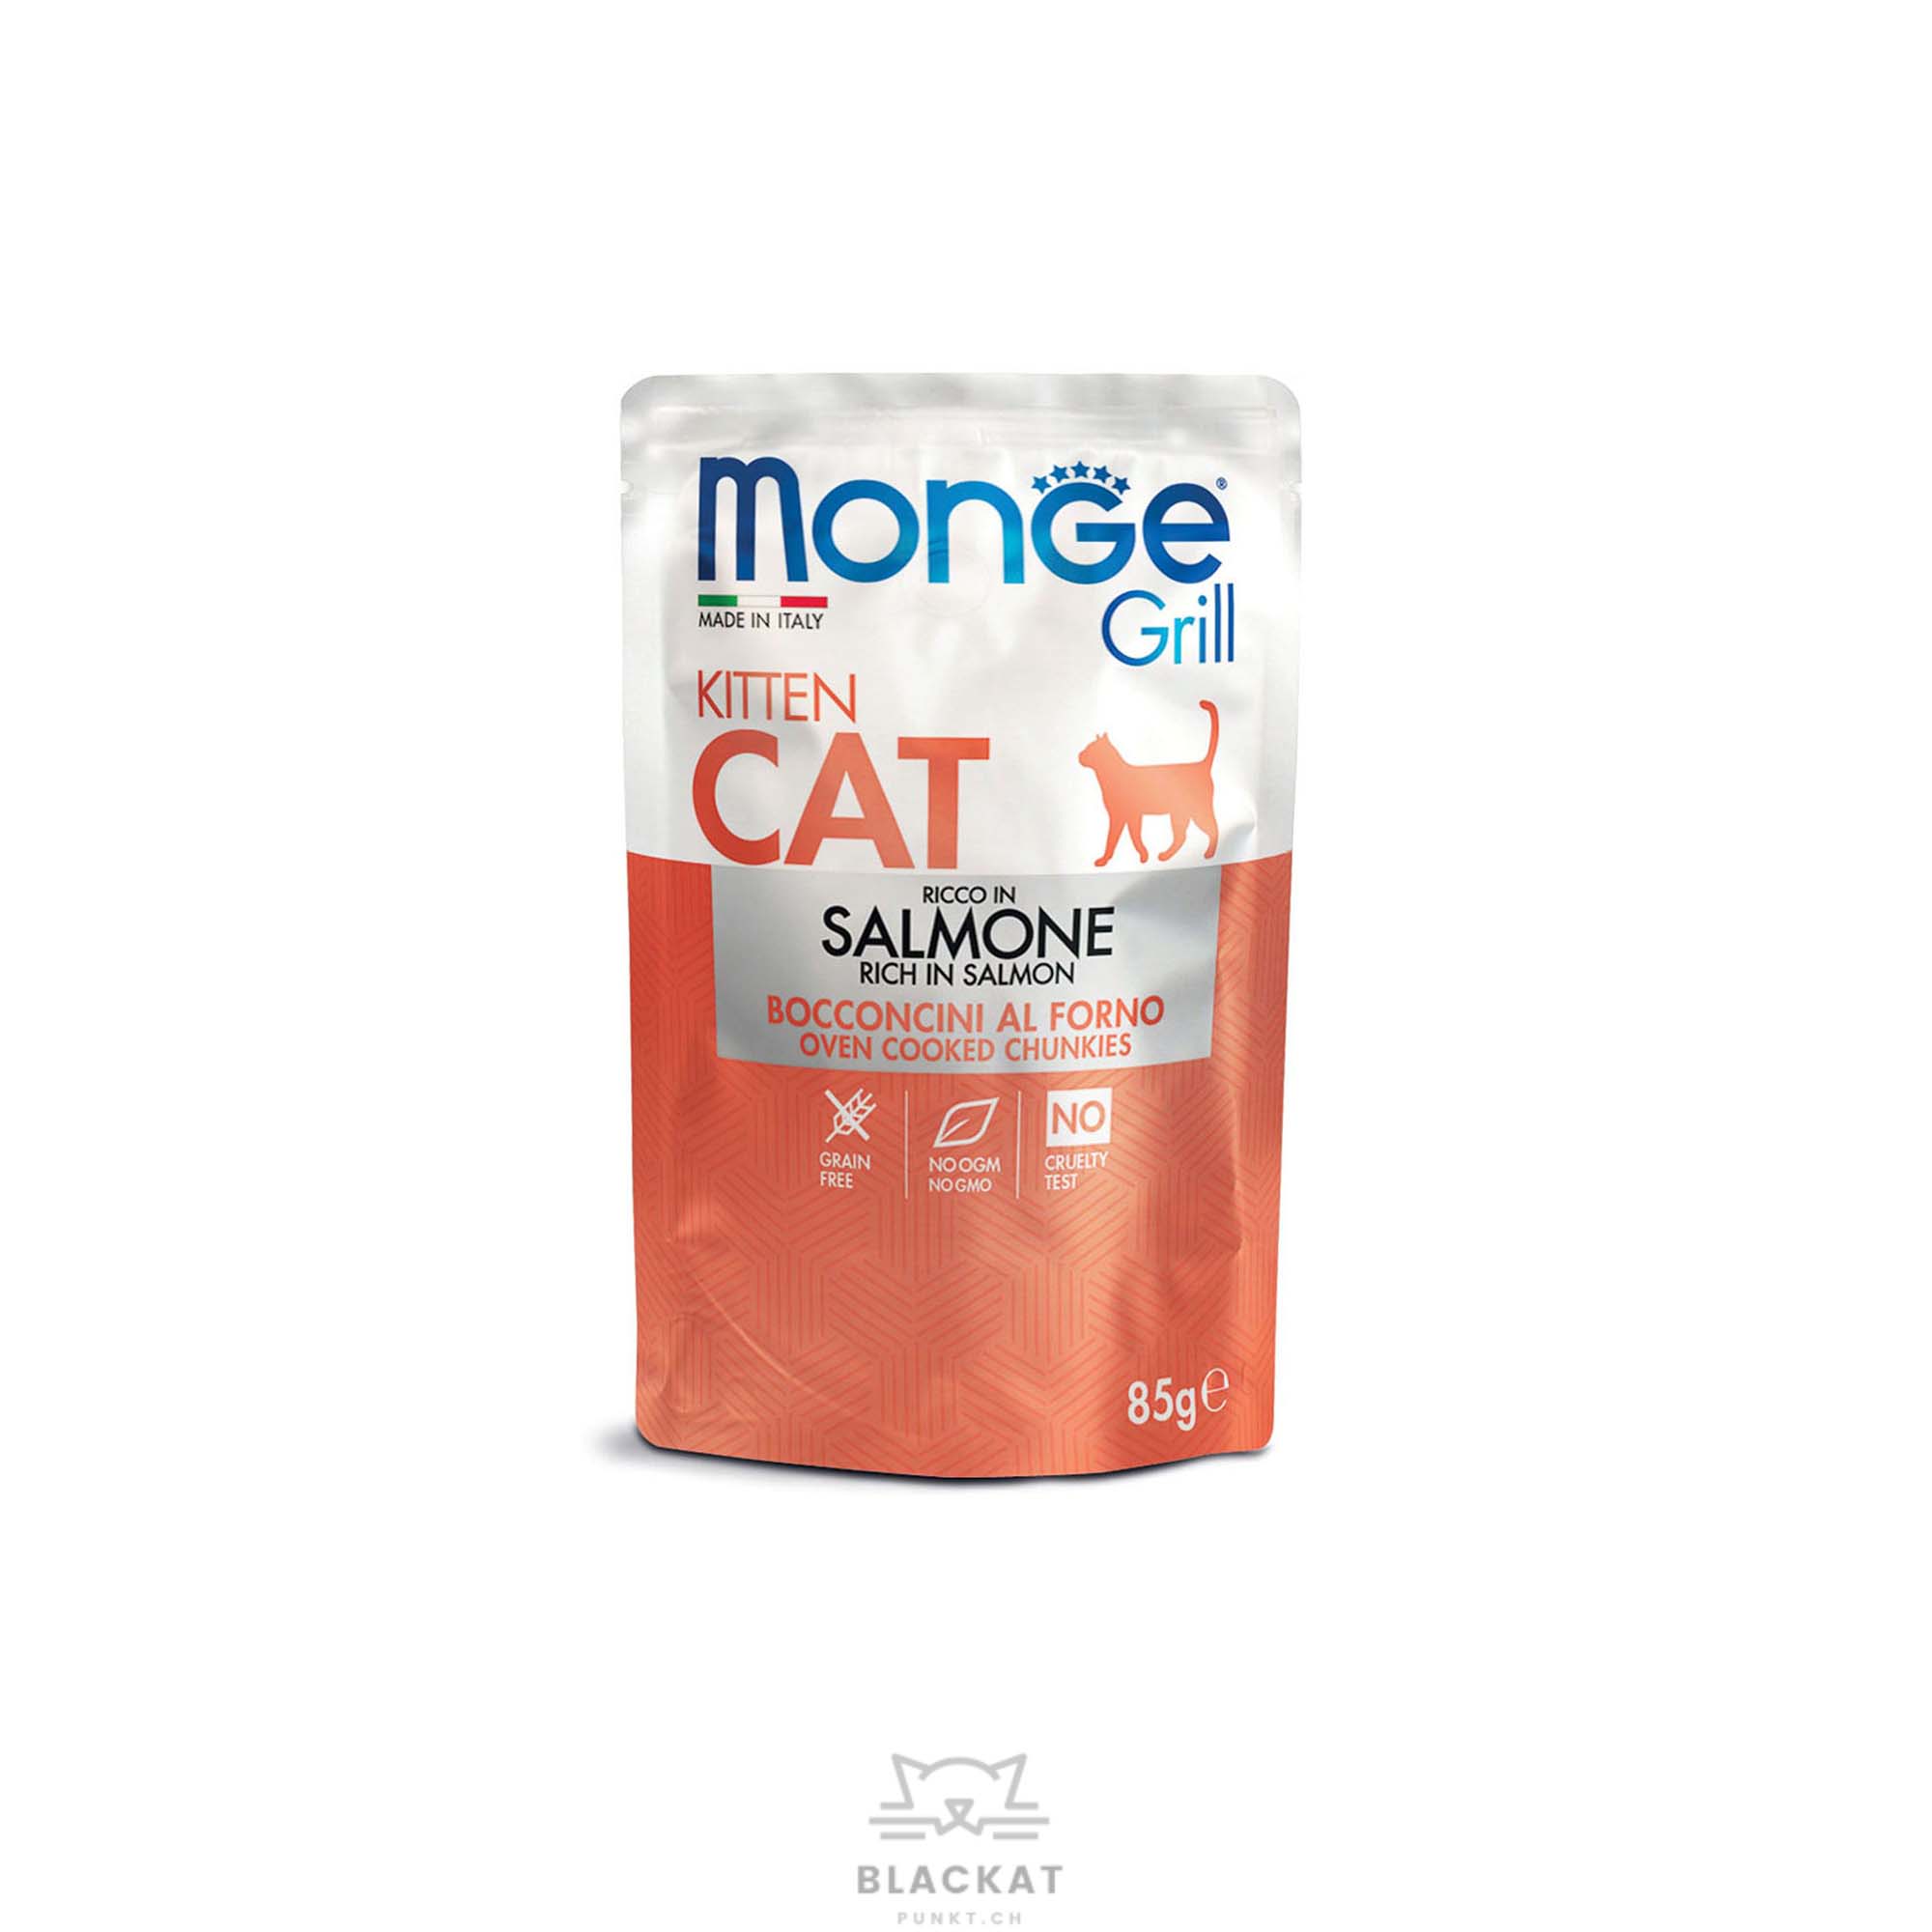 monGe®
MADE IN ITALY
Grill
KITTEN
CAT
RICCO IN
SALMONE
RICH IN SALMON
BOCCONCINI AL FORNO
OVEN COOKED CHUNKIES
GRAIN
FREE
NO OGM
NO GMO
NO
CRUELTY
TEST
85g℮
BLACKAT
PUNKT.CH